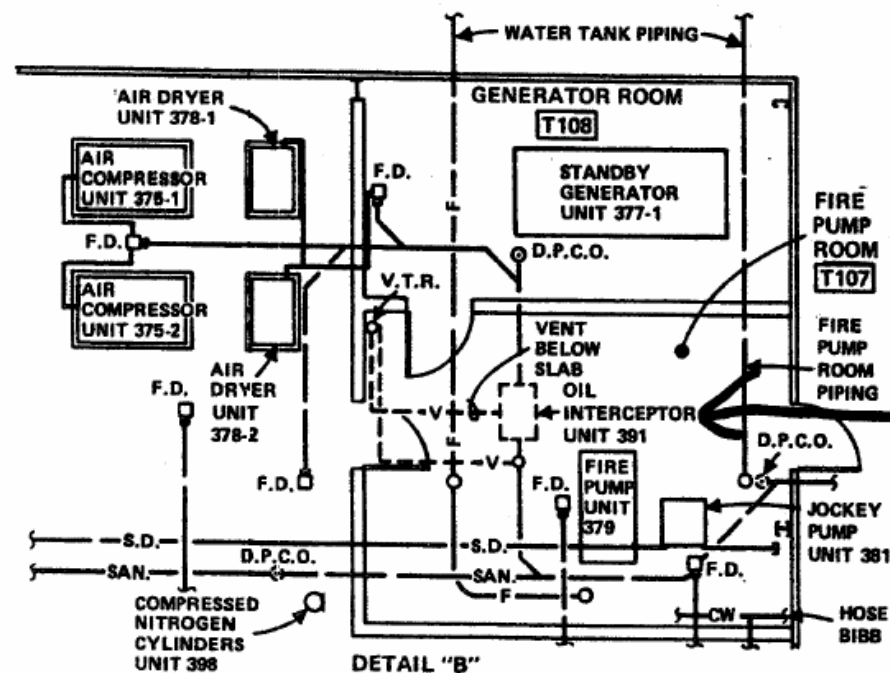 WATER TANK PIPING
AIR DRYER
UNIT 378-1
GENERATOR ROOM
T108
AIR
COMPRESSOR
UNIT 375-1
STANDBY
GENERATOR
UNIT 377-1
F.D.
F
FIRE
PUMP
ROOM
T107
F.D.
D.P.C.O.
V.T.R.
AIR
COMPRESSOR
UNIT 375-2
VENT
BELOW
SLAB
FIRE
PUMP
ROOM
PIPING
AIR
DRYER
UNIT
378-2
F.D.
OIL
INTERCEPTOR
UNIT 391
V
F
D.P.C.O.
V
F.D.
F.D.
FIRE
PUMP
UNIT
379
JOCKEY
PUMP
UNIT 381
S.D.
S.D.
D.P.C.O.
SAN.
SAN.
F.D.
F
COMPRESSED
NITROGEN
CYLINDERS
UNIT 398
CW
HOSE
BIBB
DETAIL "B"